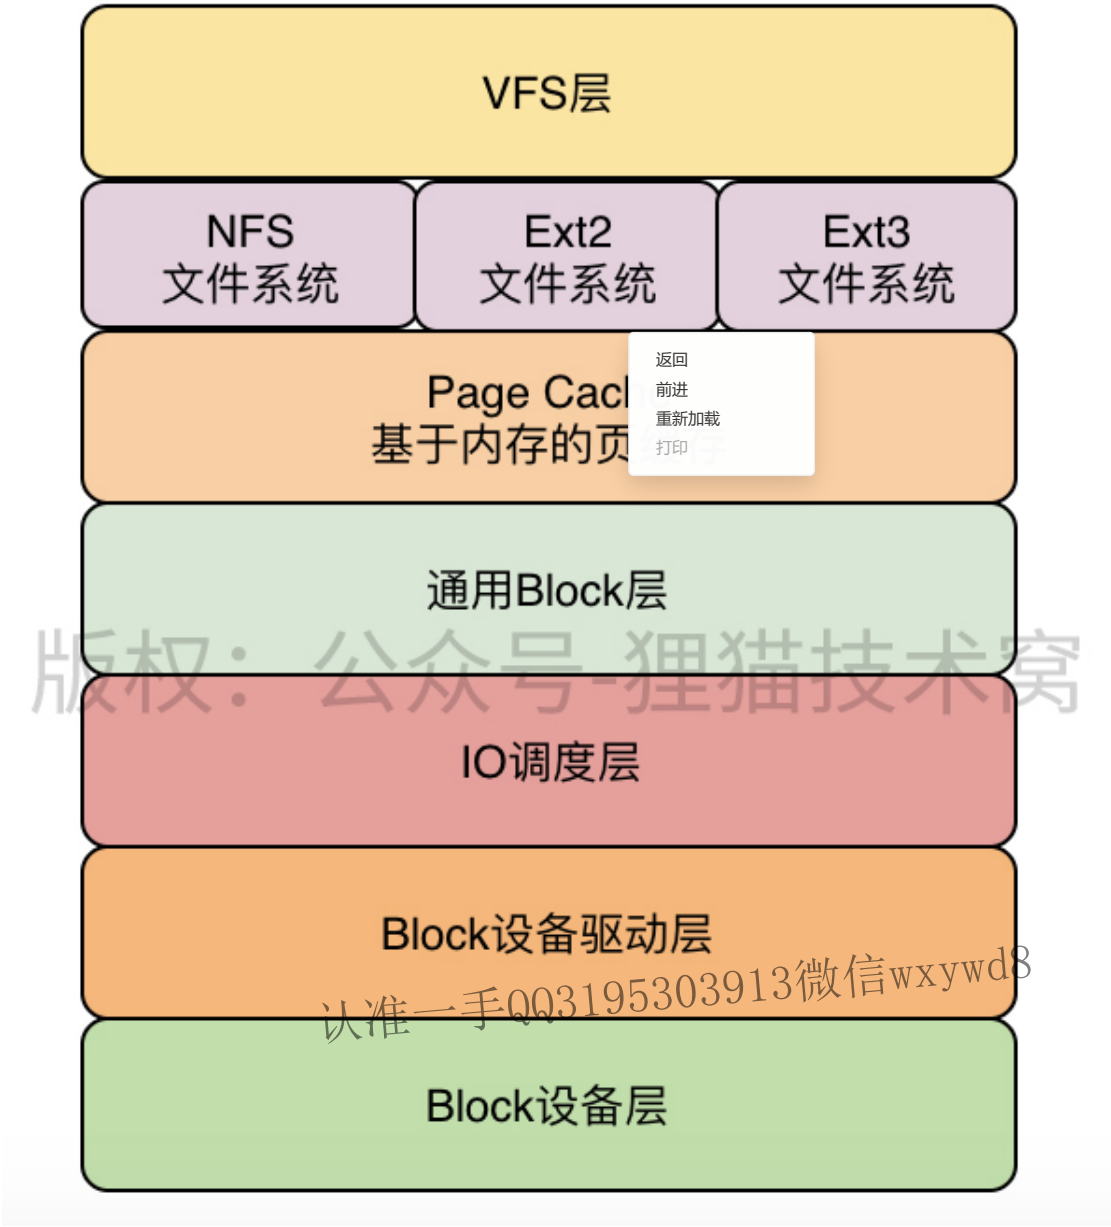 VFS层
NFS
文件系统
Ext2
文件系统
Ext3
文件系统
Page Cach
基于内存的页缓存
返回
前进
重新加载
打印
通用Block层
版权：公众号-狸猫技术窝
IO调度层
Block设备驱动层
认准一手QQ3195303913微信wxywd8
Block设备层